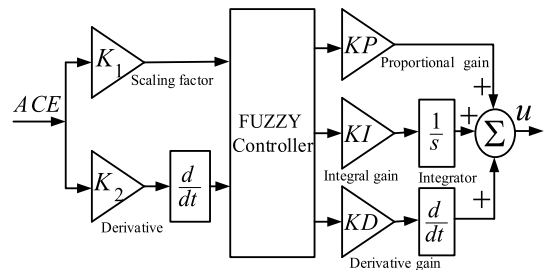 ACE
K1
Scaling factor
K2
Derivative
d
dt
FUZZY
Controller
KP
Proportional gain
KI
Integral gain
1
s
Integrator
KD
Derivative gain
d
dt
+
+
+
Σ
u